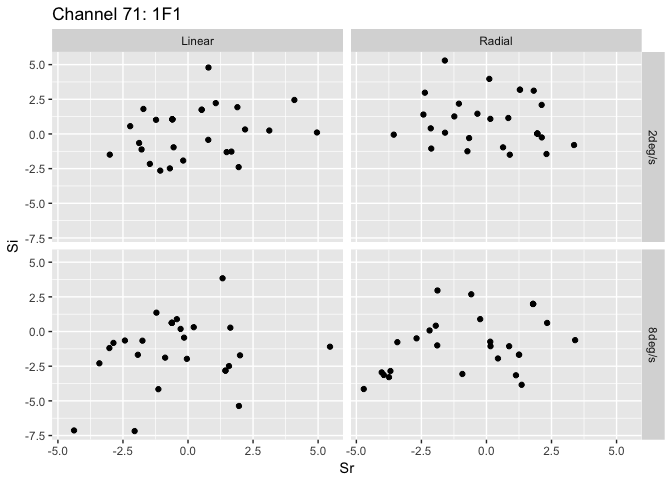 Channel 71: 1F1
Linear
Radial
5.0
2.5
0.0
-2.5
-5.0
-7.5
2deg/s
Si
5.0
2.5
0.0
-2.5
-5.0
-7.5
8deg/s
-5.0 -2.5 0.0 2.5 5.0 -5.0 -2.5 0.0 2.5 5.0
Sr